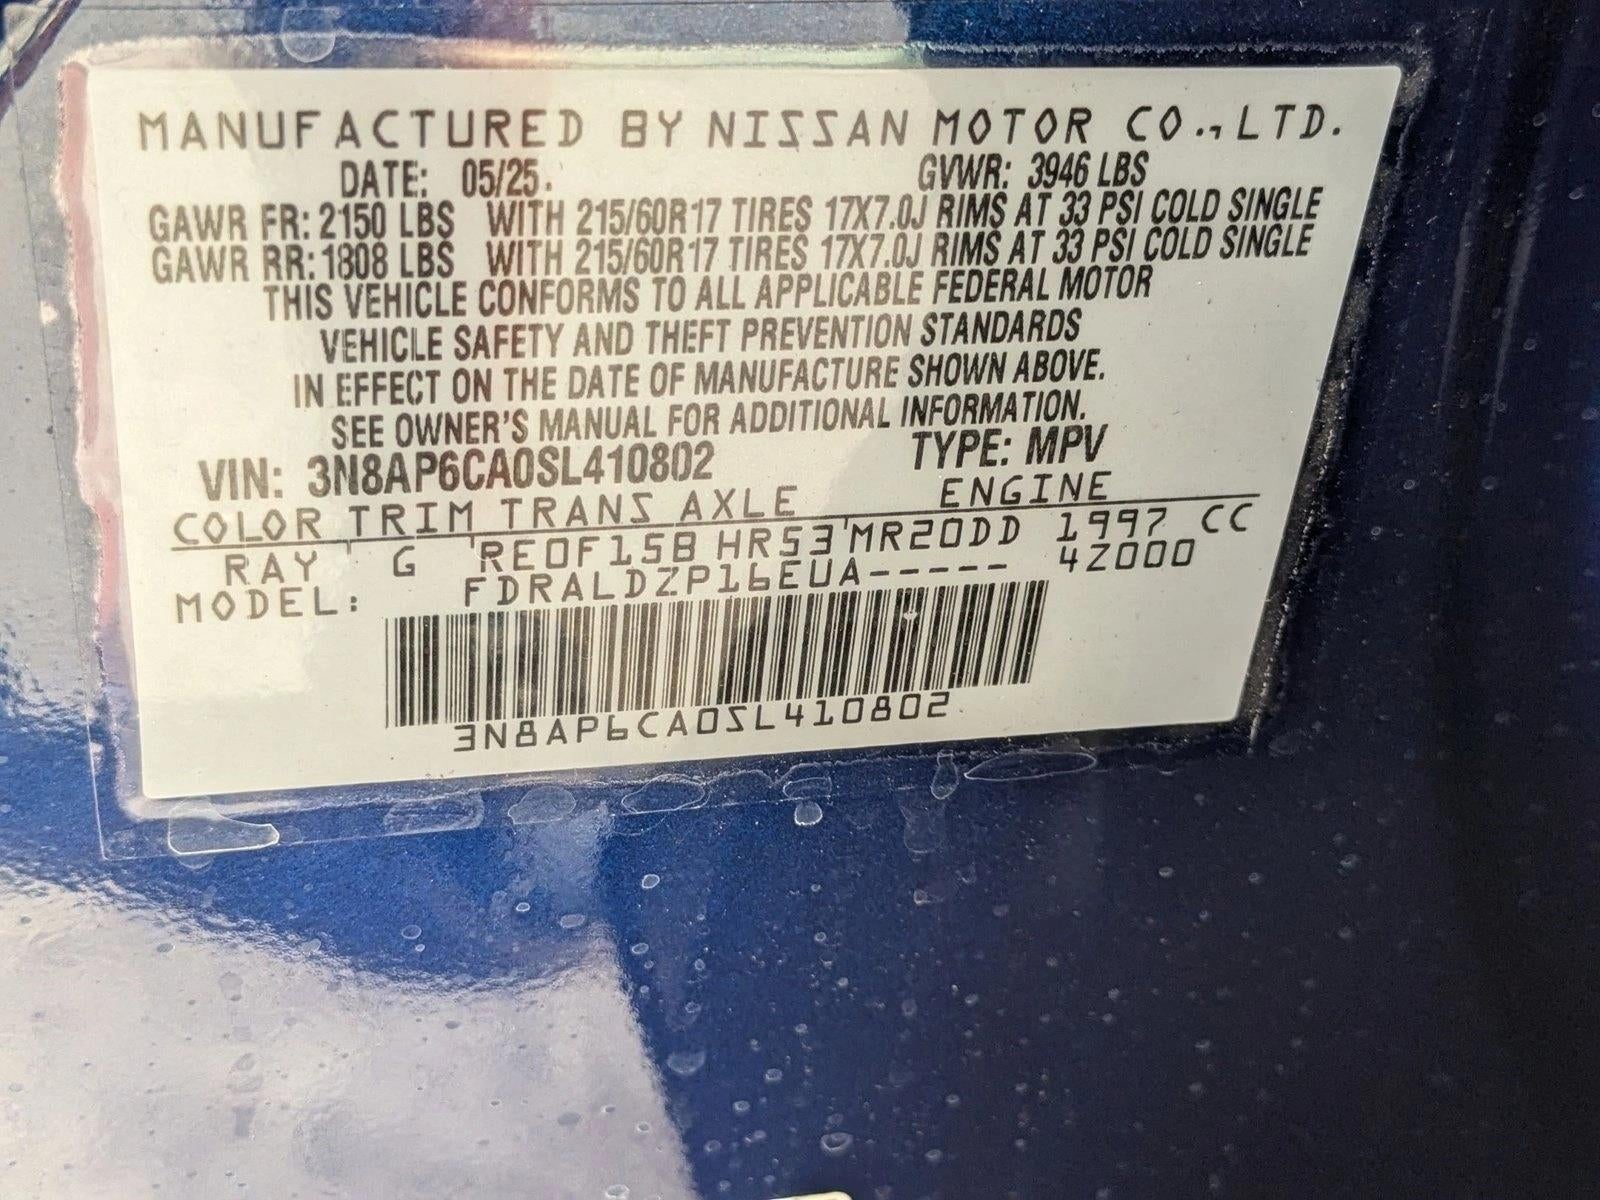 MANUFACTURED BY NISSAN MOTOR CO., LTD.
DATE: 05/25. GVWR: 3946 LBS
GAWR FR: 2150 LBS WITH 215/60R17 TIRES 17X7.0J RIMS AT 33 PSI COLD SINGLE
GAWR RR: 1808 LBS WITH 215/60R17 TIRES 17X7.0J RIMS AT 33 PSI COLD SINGLE
THIS VEHICLE CONFORMS TO ALL APPLICABLE FEDERAL MOTOR
VEHICLE SAFETY AND THEFT PREVENTION STANDARDS
IN EFFECT ON THE DATE OF MANUFACTURE SHOWN ABOVE.
SEE OWNER'S MANUAL FOR ADDITIONAL INFORMATION.
VIN: 3N8AP6CA0SL410802 TYPE: MPV
COLOR TRIM TRANS AXLE ENGINE
RAY G RE0F15B HR53 MR20DD 1997 CC
MODEL: FDRALDZP16EUA----- 4Z000
3N8AP6CA0SL410802